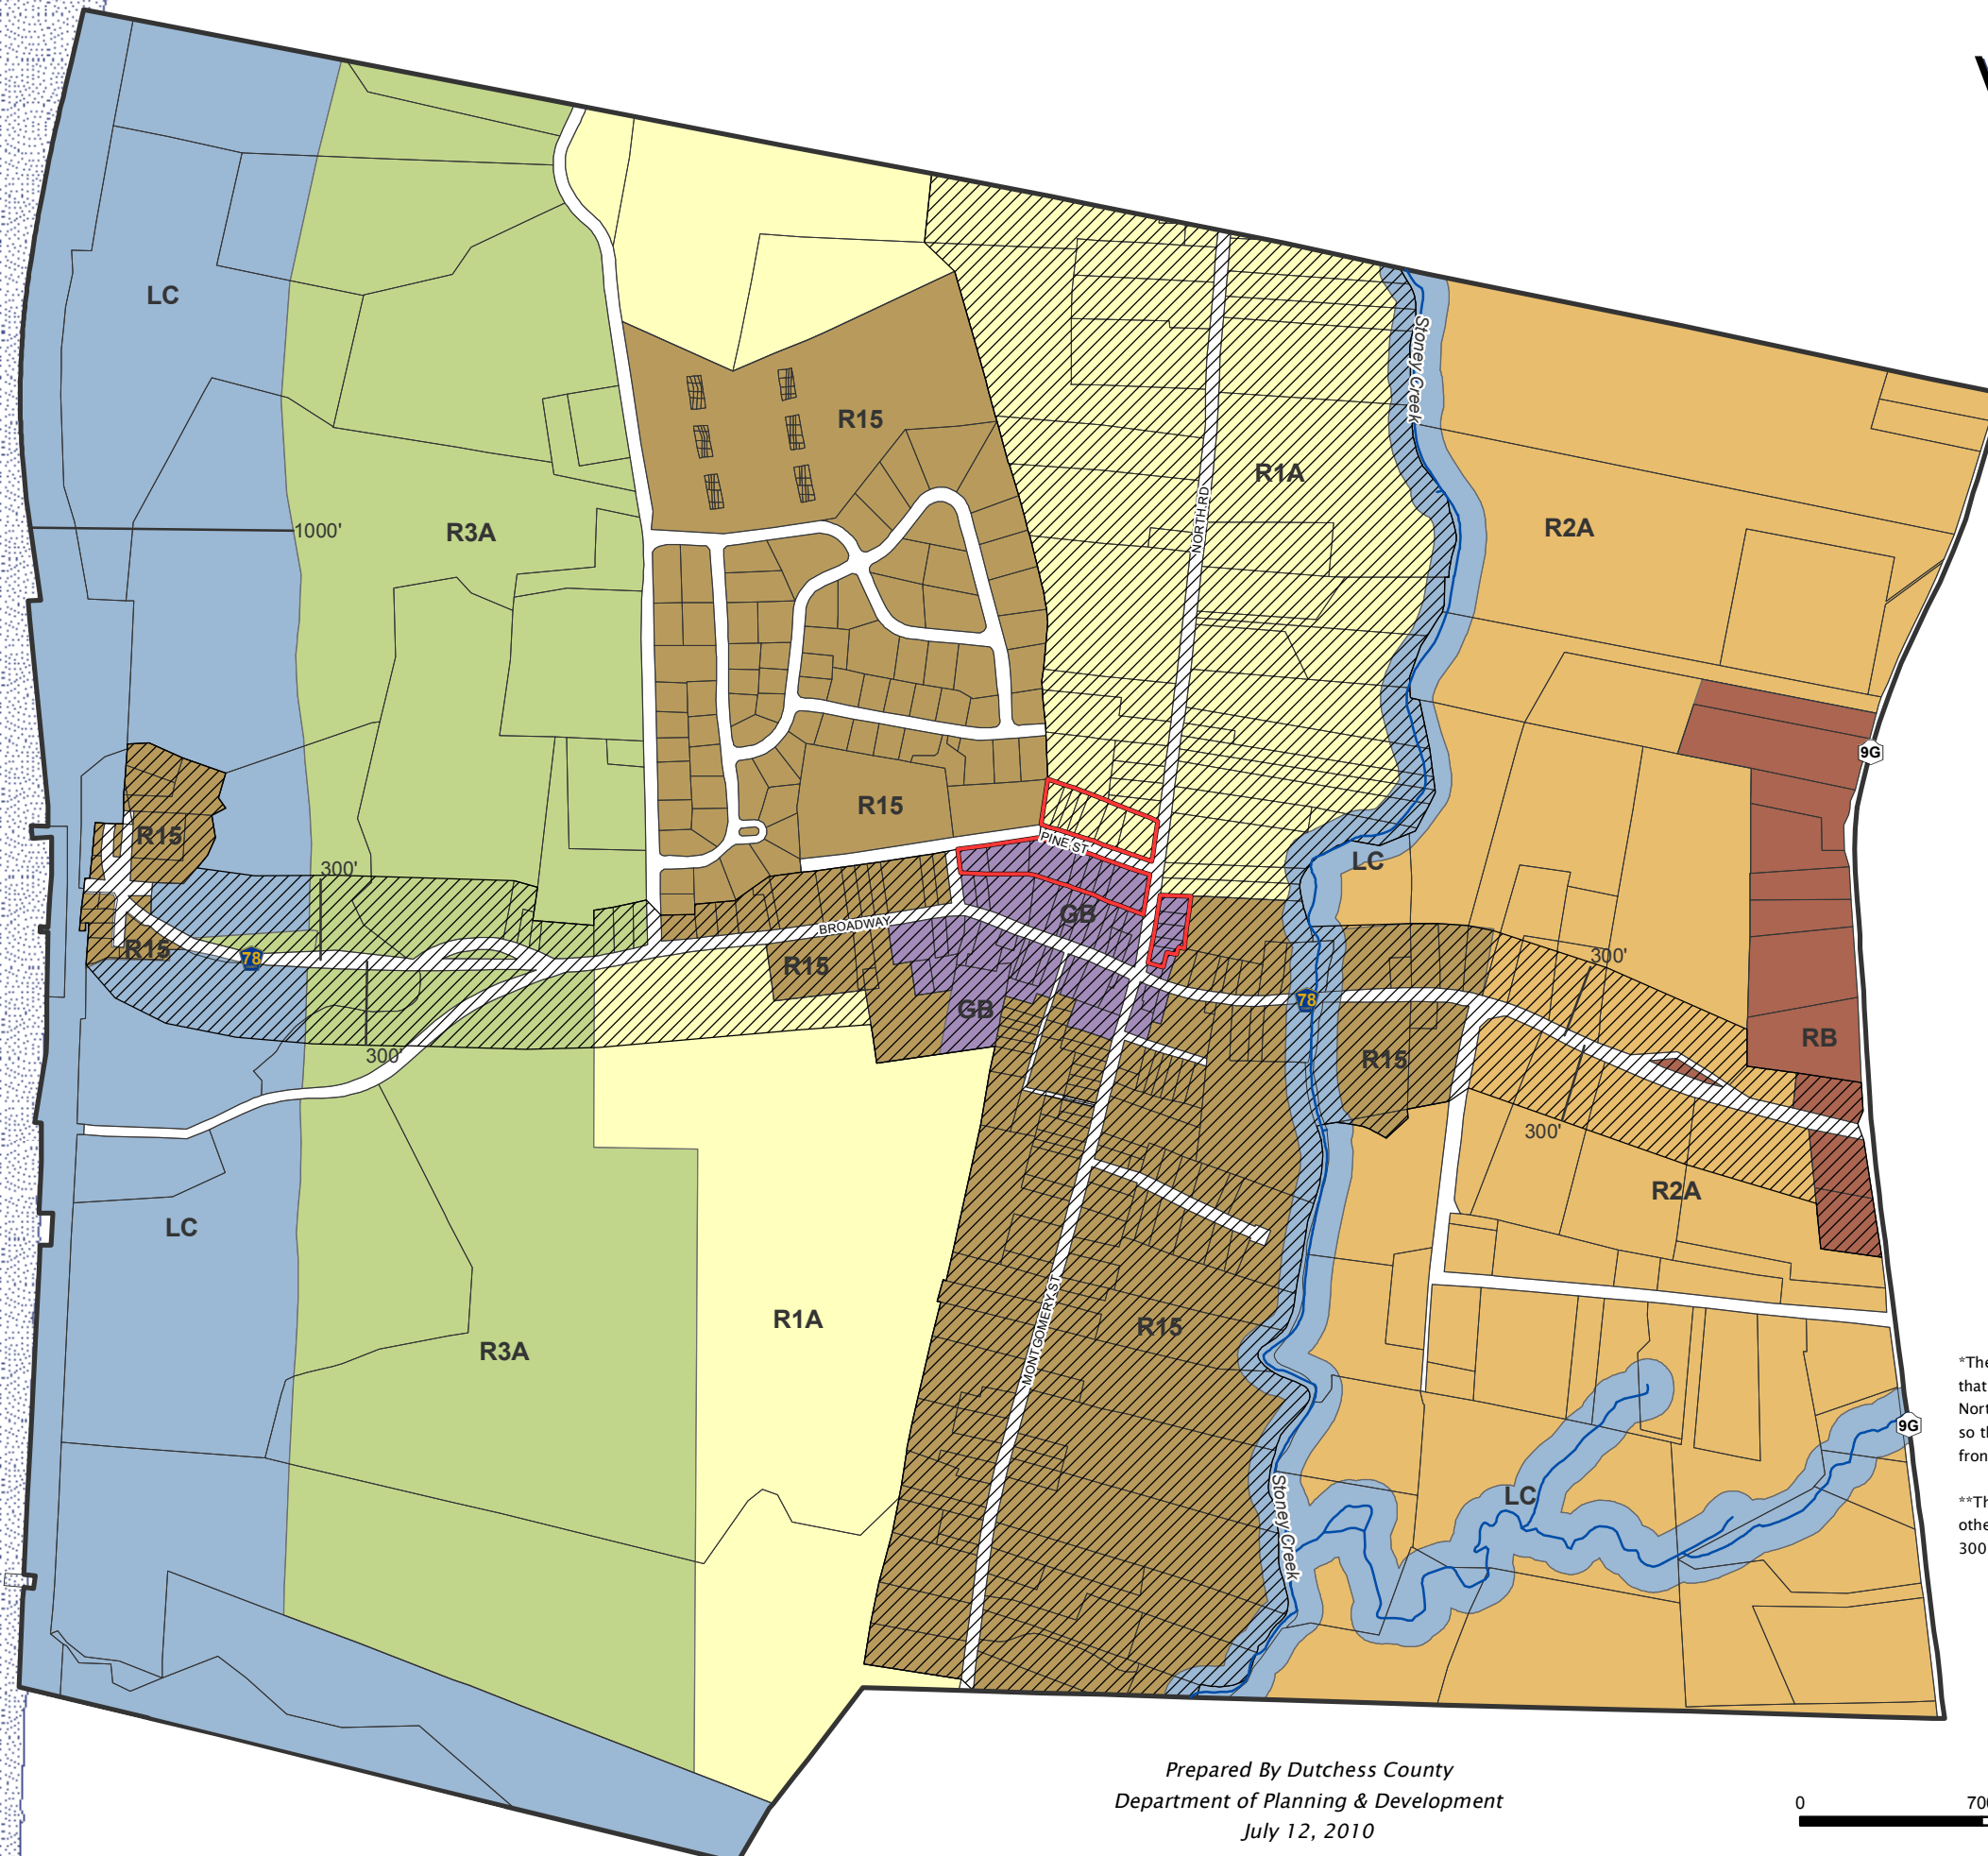 LC
R3A
1000'
R15
R1A
NORTH RD
Stoney Creek
R2A
9G
R15
PINE ST
LC
R15
300'
GB
BROADWAY
R15
78
R15
GB
78
300'
R15
RB
300'
300'
R2A
LC
R3A
R1A
MONTGOMERY ST
R15
9G
LC
Stoney Creek
Prepared By Dutchess County
Department of Planning & Development
July 12, 2010
0
300